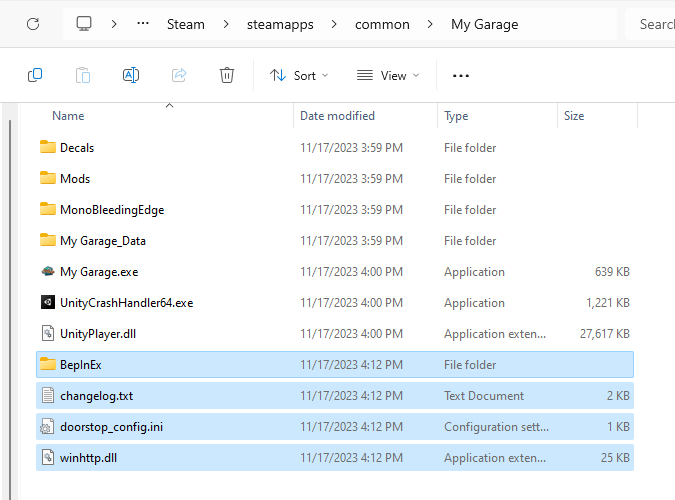 Steam steamapps common My Garage Search
Sort View
Name Date modified Type Size
Decals 11/17/2023 3:59 PM File folder
Mods 11/17/2023 3:59 PM File folder
MonoBleedingEdge 11/17/2023 3:59 PM File folder
My Garage_Data 11/17/2023 3:59 PM File folder
My Garage.exe 11/17/2023 4:00 PM Application 639 KB
UnityCrashHandler64.exe 11/17/2023 4:00 PM Application 1,221 KB
UnityPlayer.dll 11/17/2023 4:00 PM Application exten... 27,617 KB
BepInEx 11/17/2023 4:12 PM File folder
changelog.txt 11/17/2023 4:12 PM Text Document 2 KB
doorstop_config.ini 11/17/2023 4:12 PM Configuration sett... 1 KB
winhttp.dll 11/17/2023 4:12 PM Application exten... 25 KB